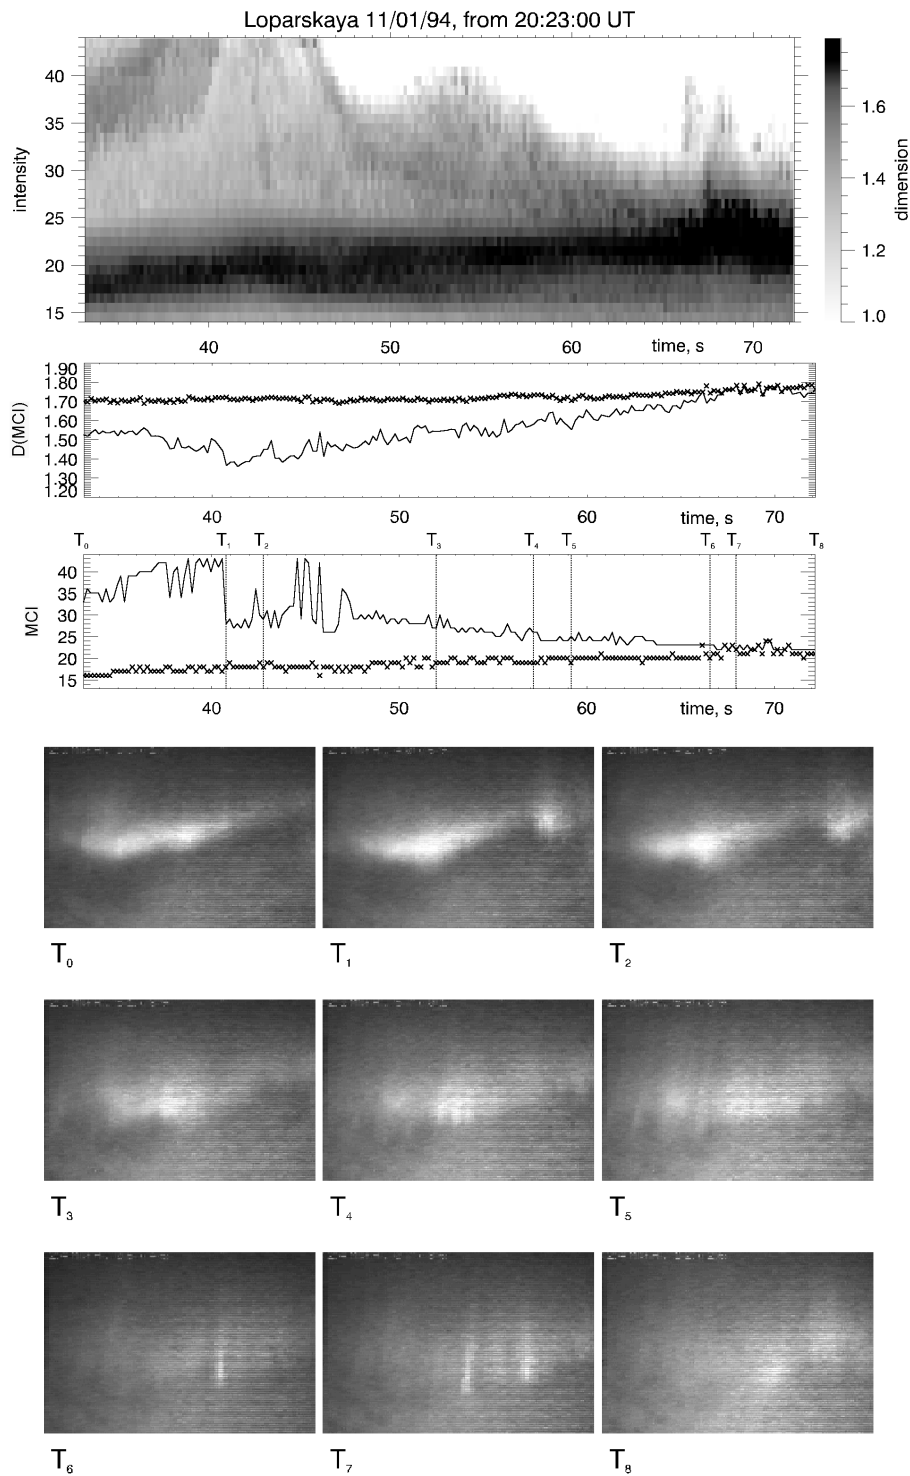 Loparskaya 11/01/94, from 20:23:00 UT
40
35
30
25
20
15
intensity
1.6
1.4
1.2
1.0
dimension
40 50 60 time, s 70
1.90
1.80
1.70
1.60
1.50
1.40
1.30
1.20
D(MCI)
40 50 60 time, s 70
T₀ T₁ T₂ T₃ T₄ T₅ T₆ T₇ T₈
40
35
30
25
20
15
MCI
40 50 60 time, s 70
T₀ T₁ T₂
T₃ T₄ T₅
T₆ T₇ T₈